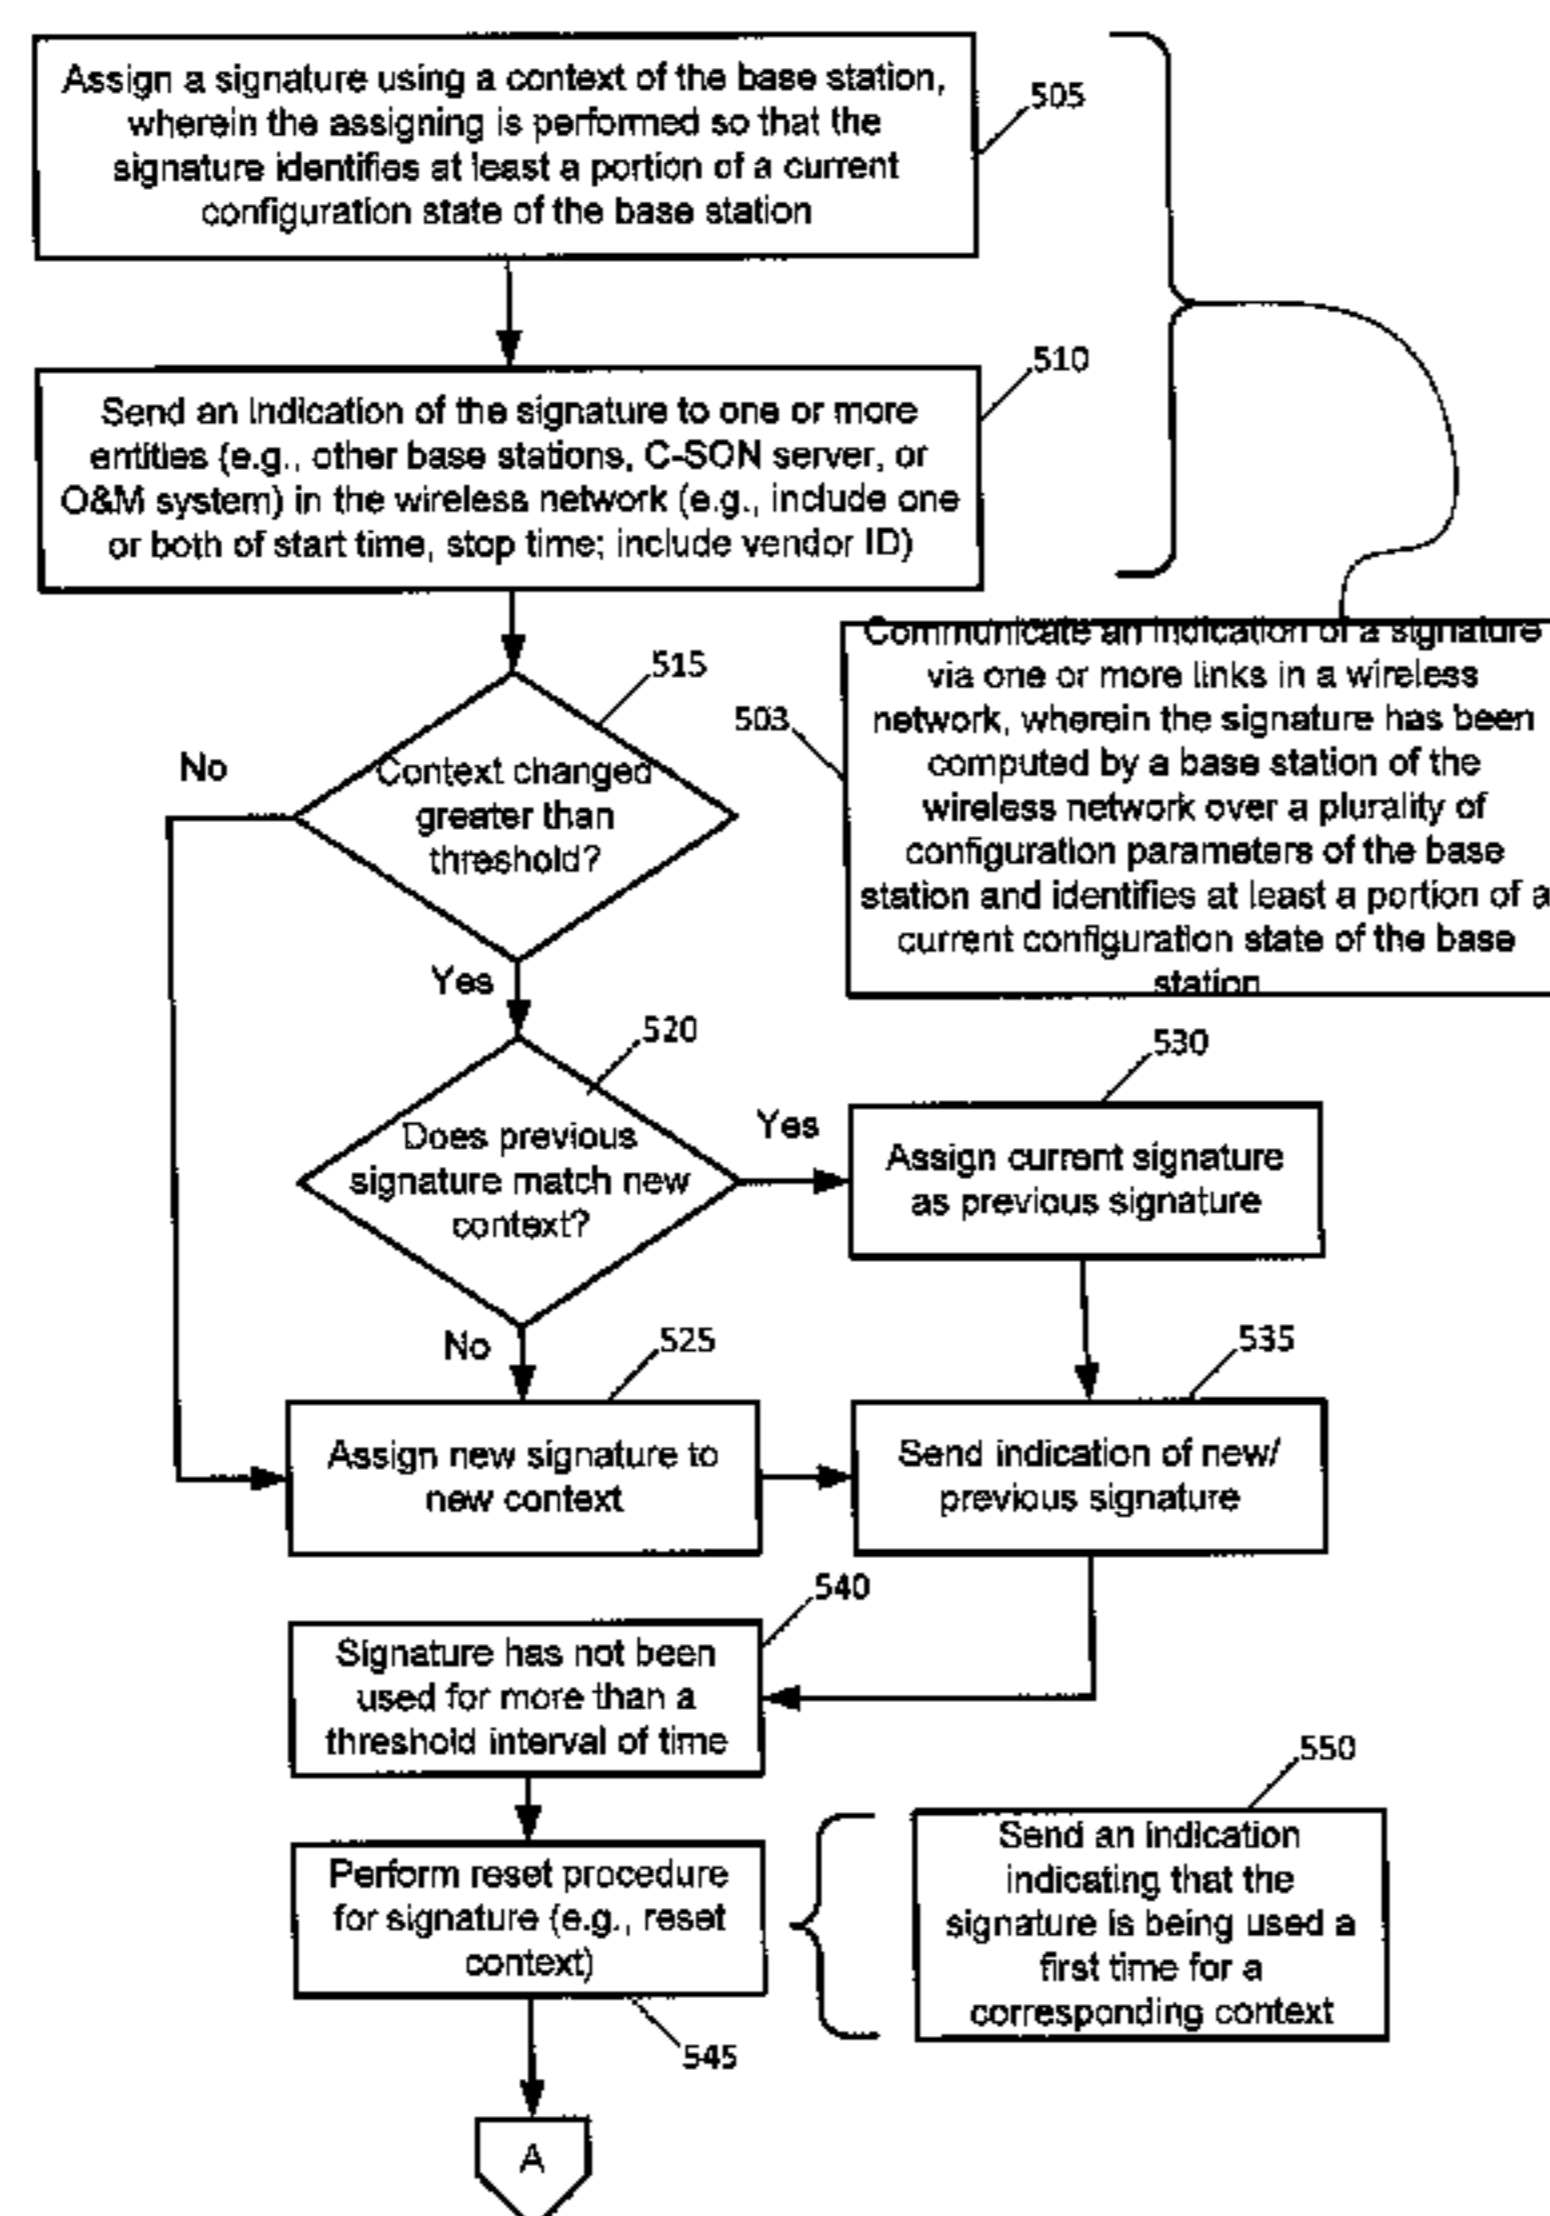 Assign a signature using a context of the base station,
wherein the assigning is performed so that the
signature identifies at least a portion of a current
configuration state of the base station
505
Send an indication of the signature to one or more
entities (e.g., other base stations, C-SON server, or
O&M system) in the wireless network (e.g., include one
or both of start time, stop time; include vendor ID)
510
Communicate an indication of a signature
via one or more links in a wireless
network, wherein the signature has been
computed by a base station of the
wireless network over a plurality of
configuration parameters of the base
station and identifies at least a portion of a
current configuration state of the base
station
503
515
Context changed
greater than
threshold?
No
Yes
520
Does previous
signature match new
context?
Yes
No
530
Assign current signature
as previous signature
525
Assign new signature to
new context
535
Send indication of new/
previous signature
540
Signature has not been
used for more than a
threshold interval of time
Perform reset procedure
for signature (e.g., reset
context)
545
550
Send an indication
indicating that the
signature is being used a
first time for a
corresponding context
A